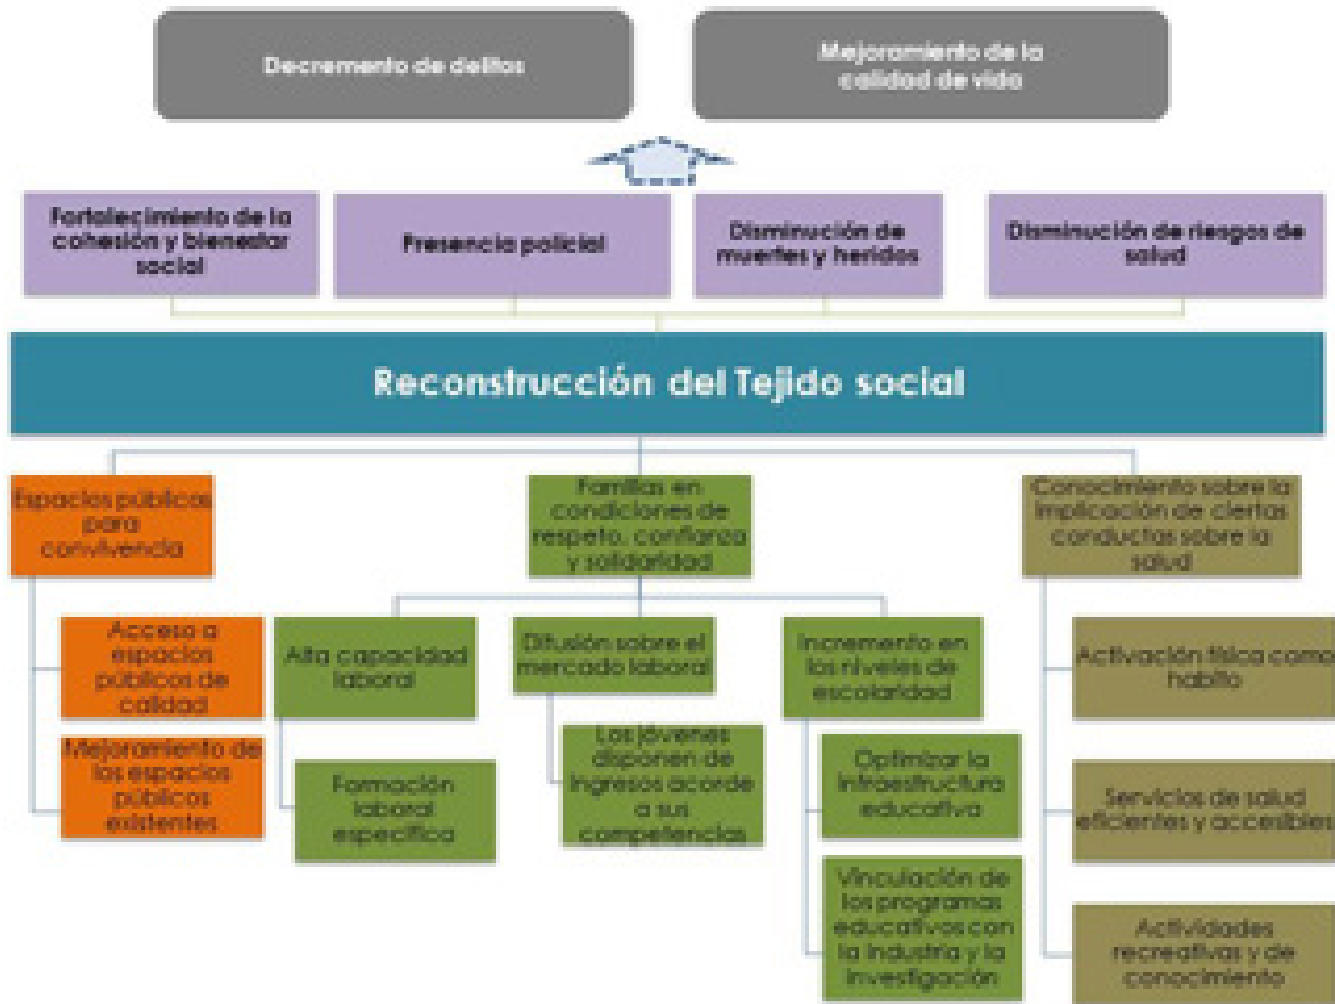 Decremento de delitos
Mejoramiento de la
calidad de vida
Fortalecimiento de la
cohesión y bienestar
social
Presencia policial
Disminución de
muertes y heridos
Disminución de riesgos de
salud
Reconstrucción del Tejido social
Espacios públicos
para
convivencia
Familias en
condiciones de
respeto, confianza
y solidaridad
Conocimiento sobre la
implicación de ciertas
conductas sobre la
salud
Acceso a
espacios
públicos de
calidad
Mejoramiento de
los espacios
públicos
existentes
Alta capacidad
laboral
Formación
laboral
específica
Difusión sobre el
mercado laboral
Los jóvenes
disponen de
ingresos acorde
a sus
competencias
Incremento en
los niveles de
escolaridad
Optimizar la
infraestructura
educativa
Vinculación de
los programas
educativos con
la industria y la
investigación
Activación física como
habito
Servicios de salud
eficientes y accesibles
Actividades
recreativas y de
conocimiento